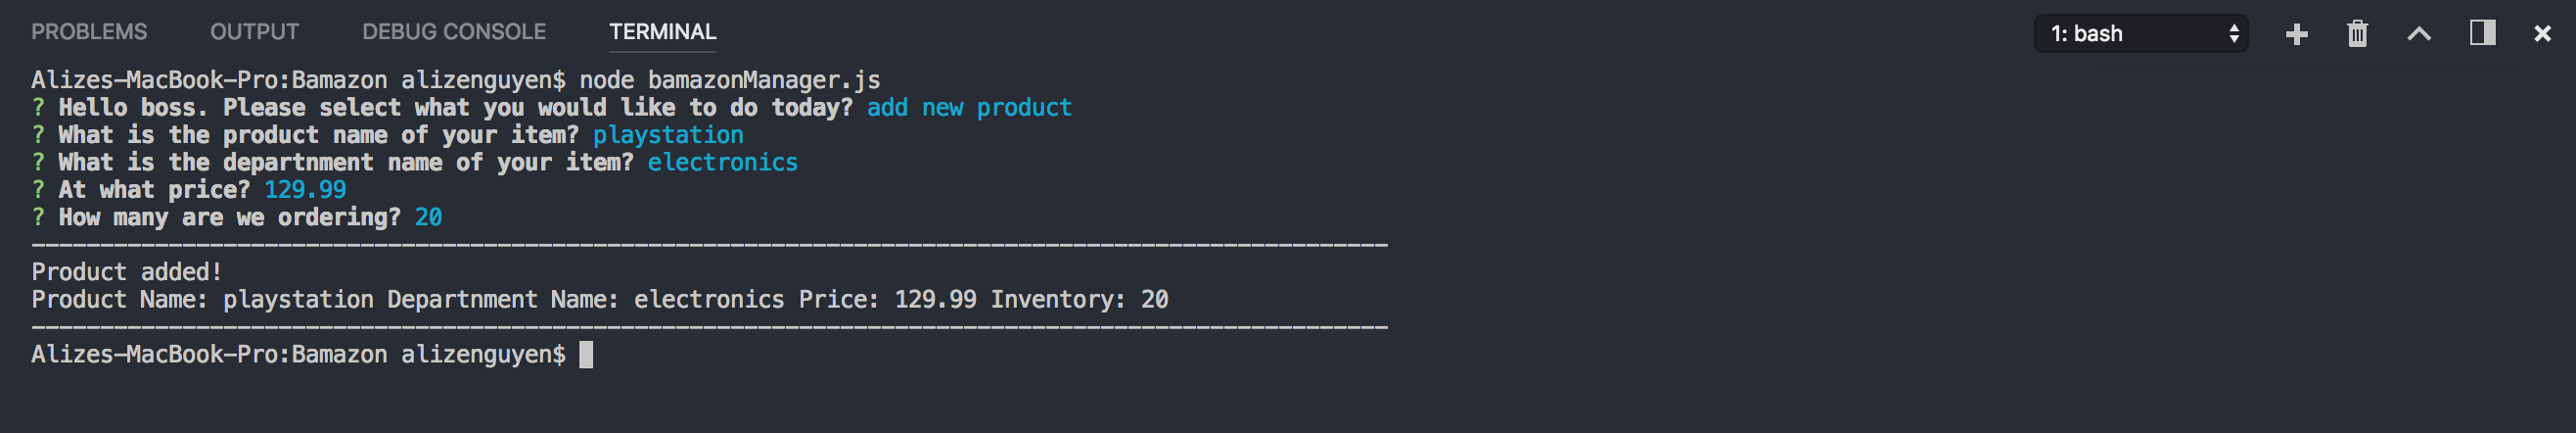 PROBLEMS OUTPUT DEBUG CONSOLE TERMINAL 1: bash
Alizes-MacBook-Pro:Bamazon alizenguyen$ node bamazonManager.js
? Hello boss. Please select what you would like to do today? add new product
? What is the product name of your item? playstation
? What is the departnment name of your item? electronics
? At what price? 129.99
? How many are we ordering? 20
---------------------------------------------------------------------------------------------------
Product added!
Product Name: playstation Departnment Name: electronics Price: 129.99 Inventory: 20
---------------------------------------------------------------------------------------------------
Alizes-MacBook-Pro:Bamazon alizenguyen$